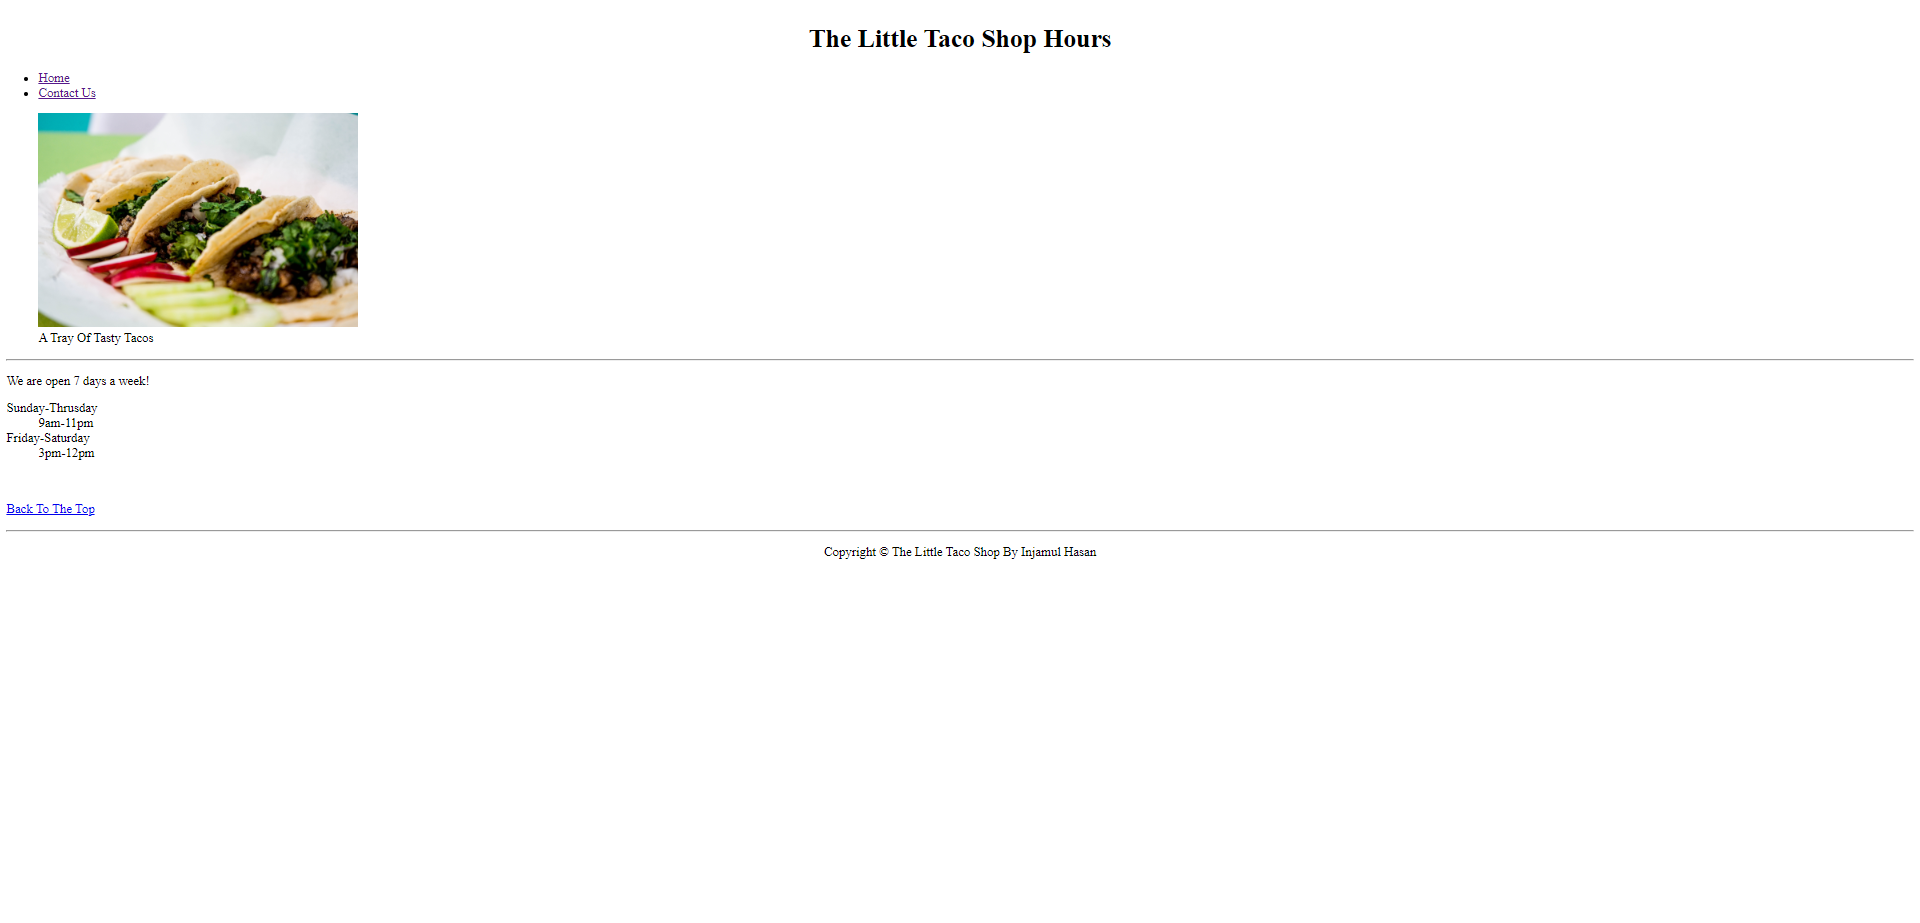 The Little Taco Shop Hours
Home
Contact Us
A Tray Of Tasty Tacos
We are open 7 days a week!
Sunday-Thrusday
9am-11pm
Friday-Saturday
3pm-12pm
Back To The Top
Copyright © The Little Taco Shop By Injamul Hasan